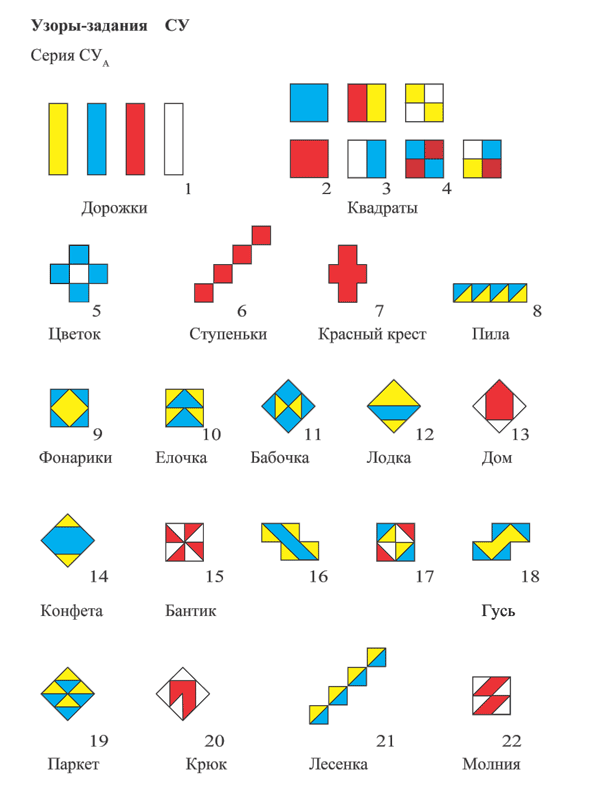 Узоры-задания СУ
Серия СУА
1
2 3 4
Дорожки Квадраты
5 6 7 8
Цветок Ступеньки Красный крест Пила
9 10 11 12 13
Фонарики Елочка Бабочка Лодка Дом
14 15 16 17 18
Конфета Бантик Гусь
19 20 21 22
Паркет Крюк Лесенка Молния